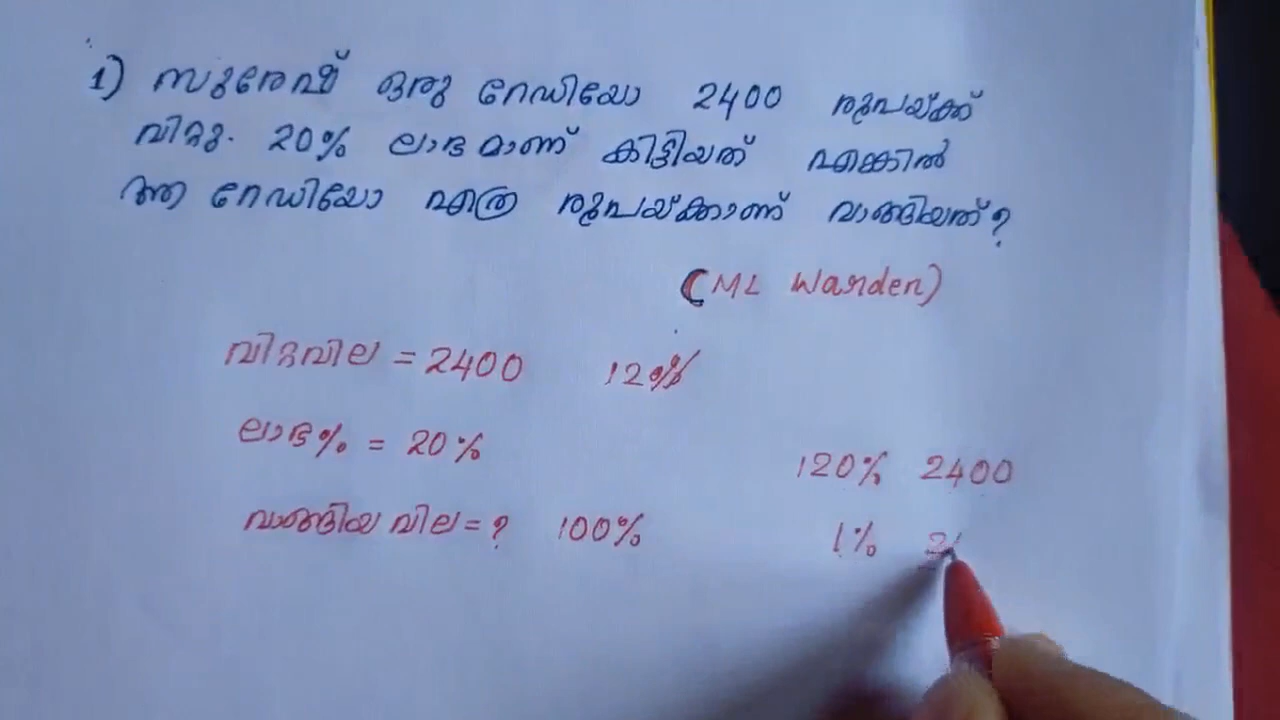 1) സുരേഷ് ഒരു റേഡിയോ 2400 രൂപയ്ക്ക്
വിറ്റു. 20% ലാഭമാണ് കിട്ടിയത് എങ്കിൽ
ആ റേഡിയോ എത്ര രൂപയ്ക്കാണ് വാങ്ങിയത്?
(ML Warden)
വിറ്റവില = 2400 120%
ലാഭ% = 20%
120% 2400
വാങ്ങിയ വില = ? 100%
1%